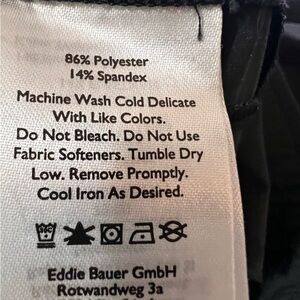 86% Polyester
14% Spandex
Machine Wash Cold Delicate
With Like Colors.
Do Not Bleach. Do Not Use
Fabric Softeners. Tumble Dry
Low. Remove Promptly.
Cool Iron As Desired.
Eddie Bauer GmbH
Rotwandweg 3a